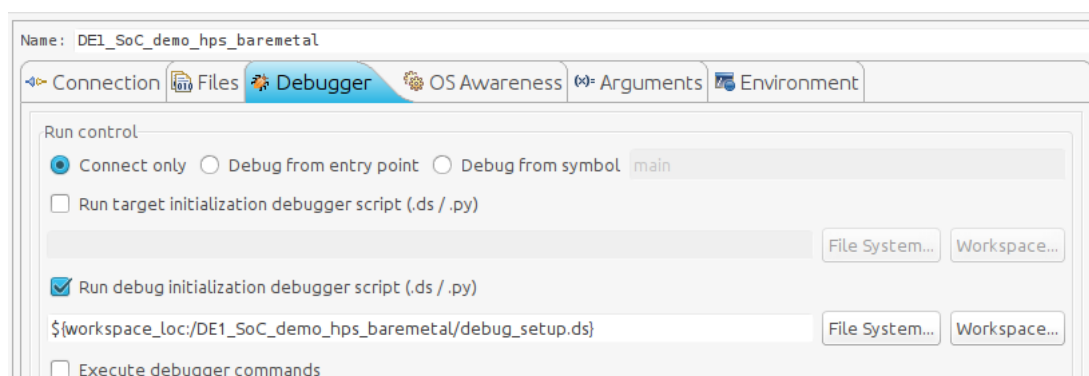 Name: DE1_SoC_demo_hps_baremetal
Connection Files Debugger OS Awareness (x)= Arguments Environment
Run control
Connect only Debug from entry point Debug from symbol main
Run target initialization debugger script (.ds / .py)
File System... Workspace...
Run debug initialization debugger script (.ds / .py)
${workspace_loc:/DE1_SoC_demo_hps_baremetal/debug_setup.ds} File System... Workspace...
Execute debugger commands